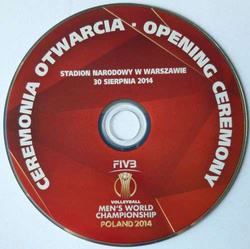 CEREMONIA OTWARCIA · OPENING CEREMONY
STADION NARODOWY W WARSZAWIE
30 SIERPNIA 2014
FIVB
VOLLEYBALL
MEN'S WORLD
CHAMPIONSHIP
POLAND 2014